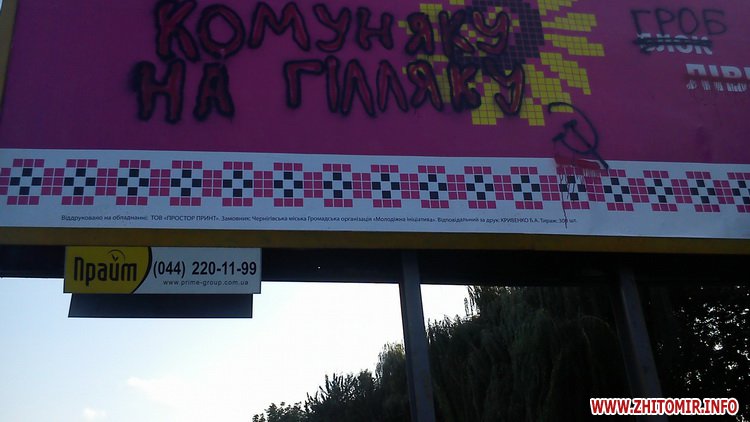 КОМУНЯКУ
НА ГІЛЛЯКУ
ГРОБ
БЛОК
Віддруковано на обладнанні: ТОВ «ПРОСТОР ПРИНТ». Замовник: Чернігівська міська Громадська організація «Молодіжна ініціатива». Відповідальний за друк: КРИВЕНКО Б.А. Тираж: 300 шт.
Прайм
(044) 220-11-99
www.prime-group.com.ua
WWW.ZHITOMIR.INFO